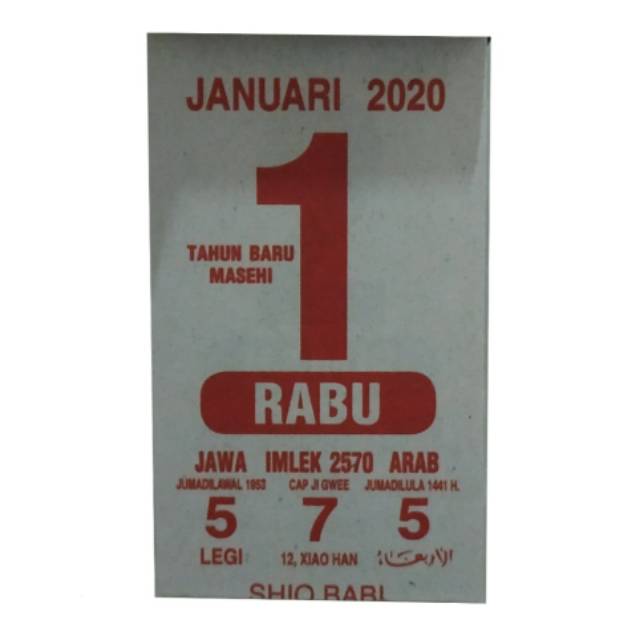 JANUARI 2020
1
TAHUN BARU
MASEHI
RABU
JAWA IMLEK 2570 ARAB
JUMADILAWAL 1953 CAP JI GWEE JUMADILULA 1441 H.
5 7 5
LEGI 12, XIAO HAN الأربعاء
SHIO BABI